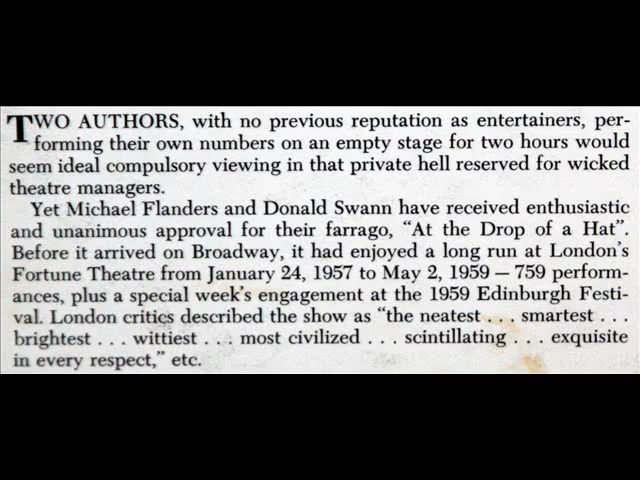 TWO AUTHORS, with no previous reputation as entertainers, per-
forming their own numbers on an empty stage for two hours would
seem ideal compulsory viewing in that private hell reserved for wicked
theatre managers.
Yet Michael Flanders and Donald Swann have received enthusiastic
and unanimous approval for their farrago, “At the Drop of a Hat”.
Before it arrived on Broadway, it had enjoyed a long run at London’s
Fortune Theatre from January 24, 1957 to May 2, 1959 — 759 perform-
ances, plus a special week’s engagement at the 1959 Edinburgh Festi-
val. London critics described the show as “the neatest . . . smartest . . .
brightest . . . wittiest . . . most civilized . . . scintillating . . . exquisite
in every respect,” etc.